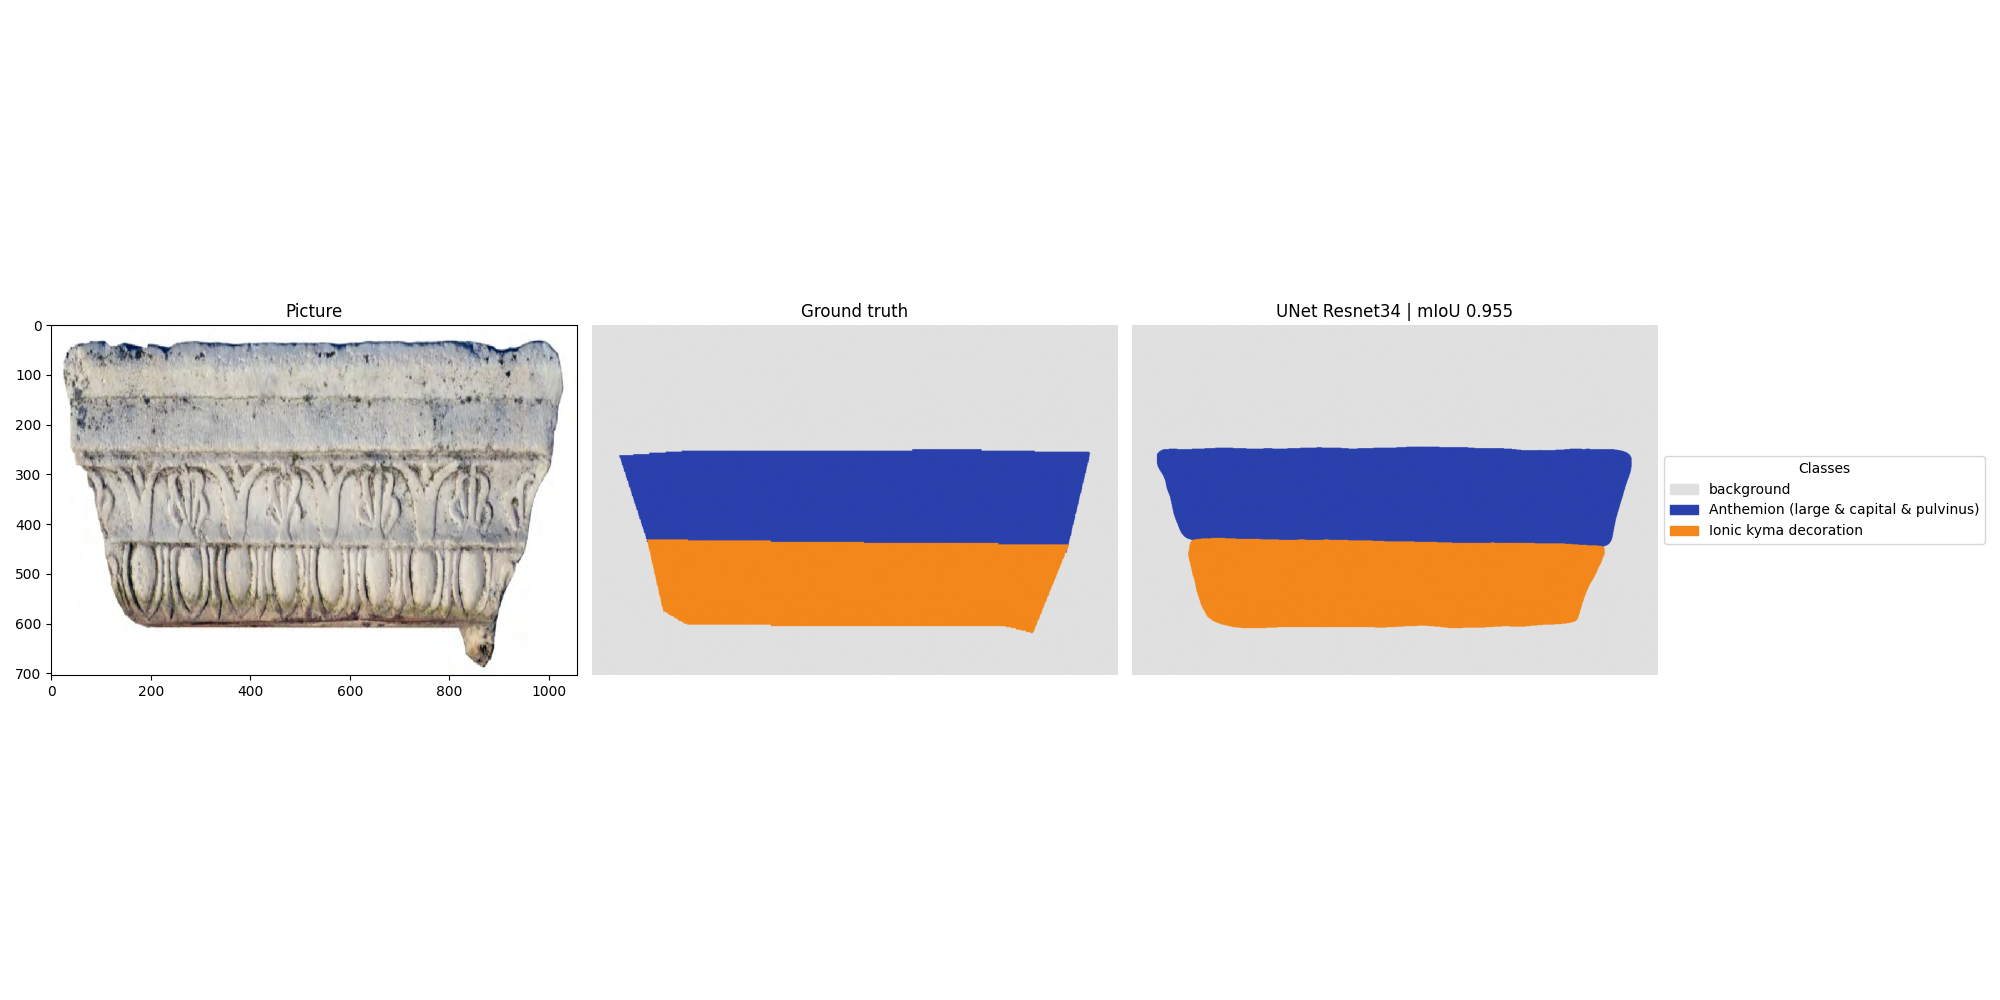 Picture
Ground truth
UNet Resnet34 | mIoU 0.955
0
100
200
300
400
500
600
700
0 200 400 600 800 1000
Classes
background
Anthemion (large & capital & pulvinus)
Ionic kyma decoration